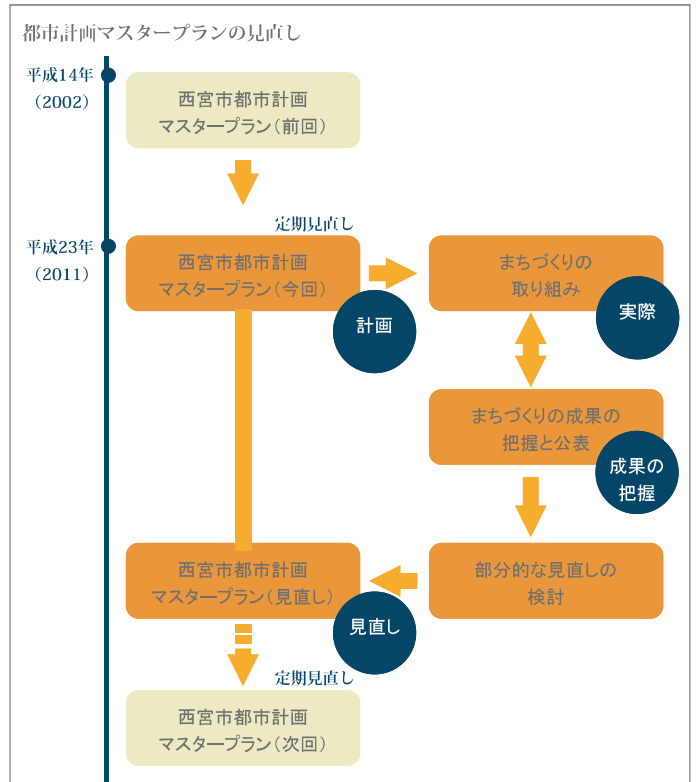 都市計画マスタープランの見直し
平成14年
（2002）
西宮市都市計画
マスタープラン（前回）
定期見直し
平成23年
（2011）
西宮市都市計画
マスタープラン（今回）
計画
まちづくりの
取り組み
実際
まちづくりの成果の
把握と公表
成果の
把握
部分的な見直しの
検討
西宮市都市計画
マスタープラン（見直し）
見直し
定期見直し
西宮市都市計画
マスタープラン（次回）